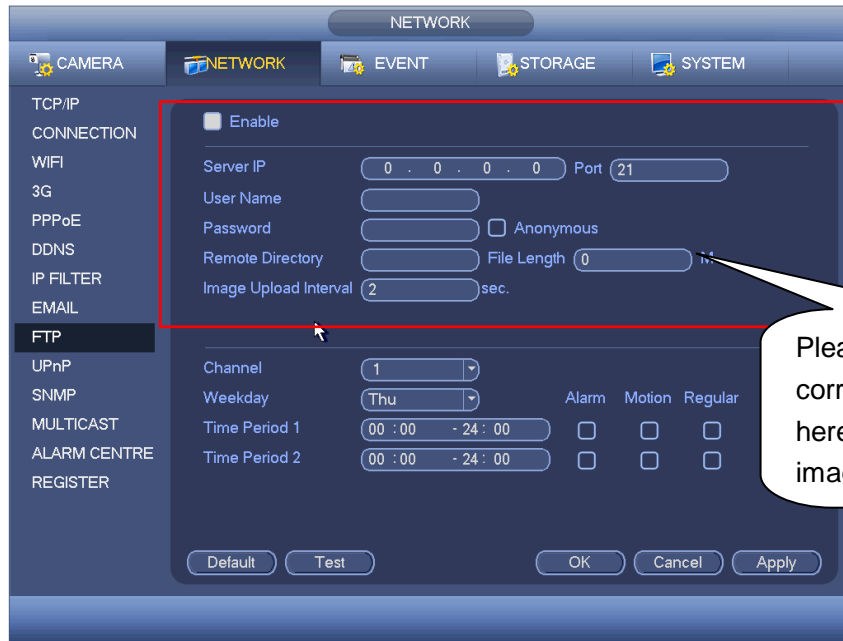 NETWORK
CAMERA NETWORK EVENT STORAGE SYSTEM
TCP/IP
CONNECTION
WIFI
3G
PPPoE
DDNS
IP FILTER
EMAIL
FTP
UPnP
SNMP
MULTICAST
ALARM CENTRE
REGISTER
Enable
Server IP 0 . 0 . 0 . 0 Port 21
User Name
Password Anonymous
Remote Directory File Length 0 M
Image Upload Interval 2 sec.
Channel 1
Weekday Thu Alarm Motion Regular
Time Period 1 00 :00 - 24 : 00
Time Period 2 00 :00 - 24 : 00
Default Test OK Cancel Apply